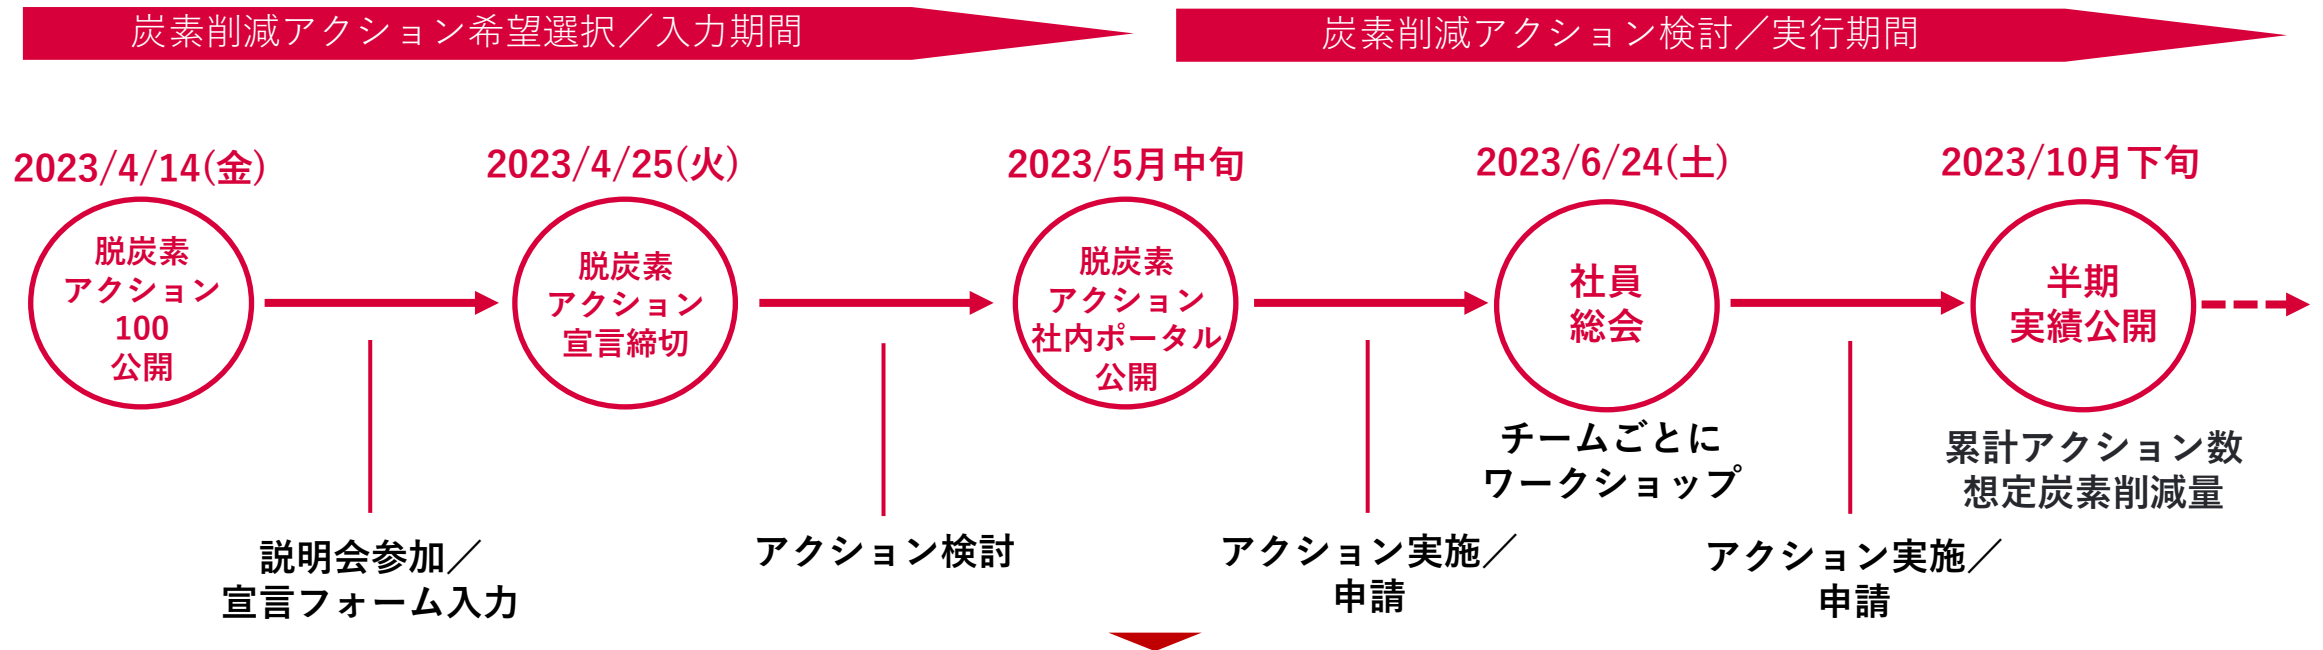 炭素削減アクション希望選択／入力期間
炭素削減アクション検討／実行期間
2023/4/14(金)
脱炭素
アクション
100
公開
説明会参加／
宣言フォーム入力
2023/4/25(火)
脱炭素
アクション
宣言締切
アクション検討
2023/5月中旬
脱炭素
アクション
社内ポータル
公開
アクション実施／
申請
2023/6/24(土)
社員
総会
チームごとに
ワークショップ
アクション実施／
申請
2023/10月下旬
半期
実績公開
累計アクション数
想定炭素削減量